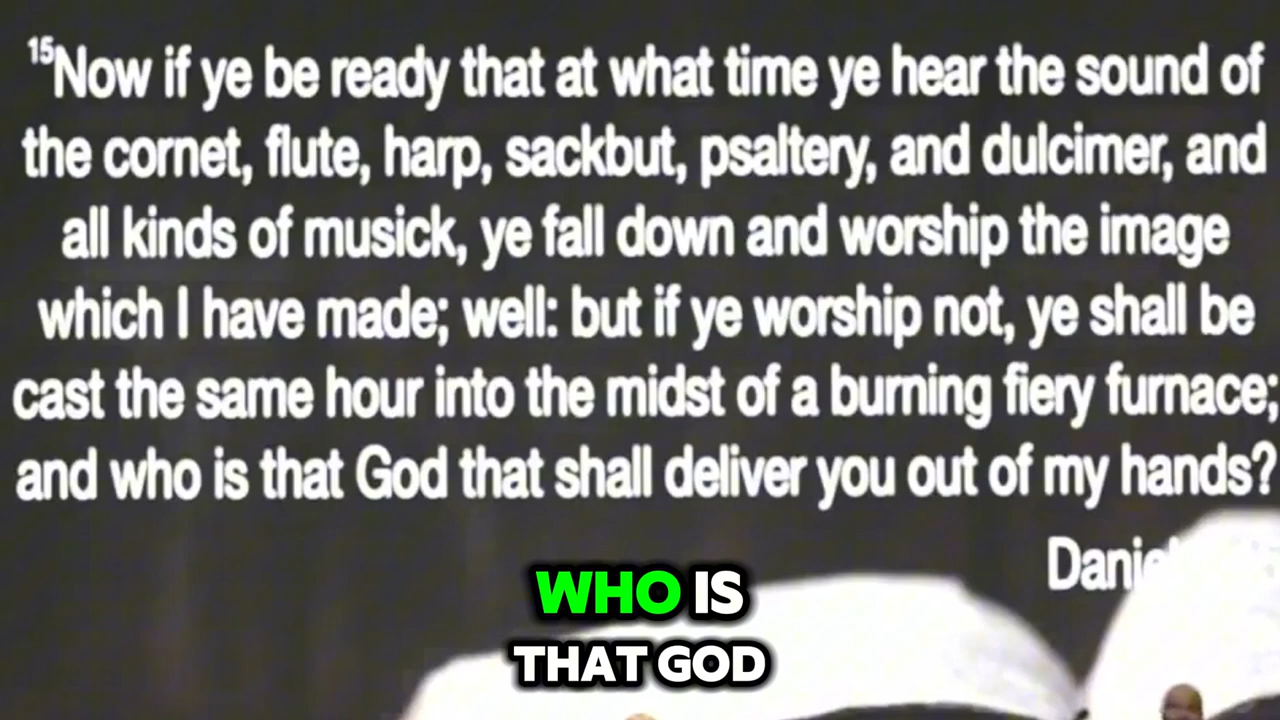 15Now if ye be ready that at what time ye hear the sound of
the cornet, flute, harp, sackbut, psaltery, and dulcimer, and
all kinds of musick, ye fall down and worship the image
which I have made; well: but if ye worship not, ye shall be
cast the same hour into the midst of a burning fiery furnace;
and who is that God that shall deliver you out of my hands?
WHO IS
THAT GOD